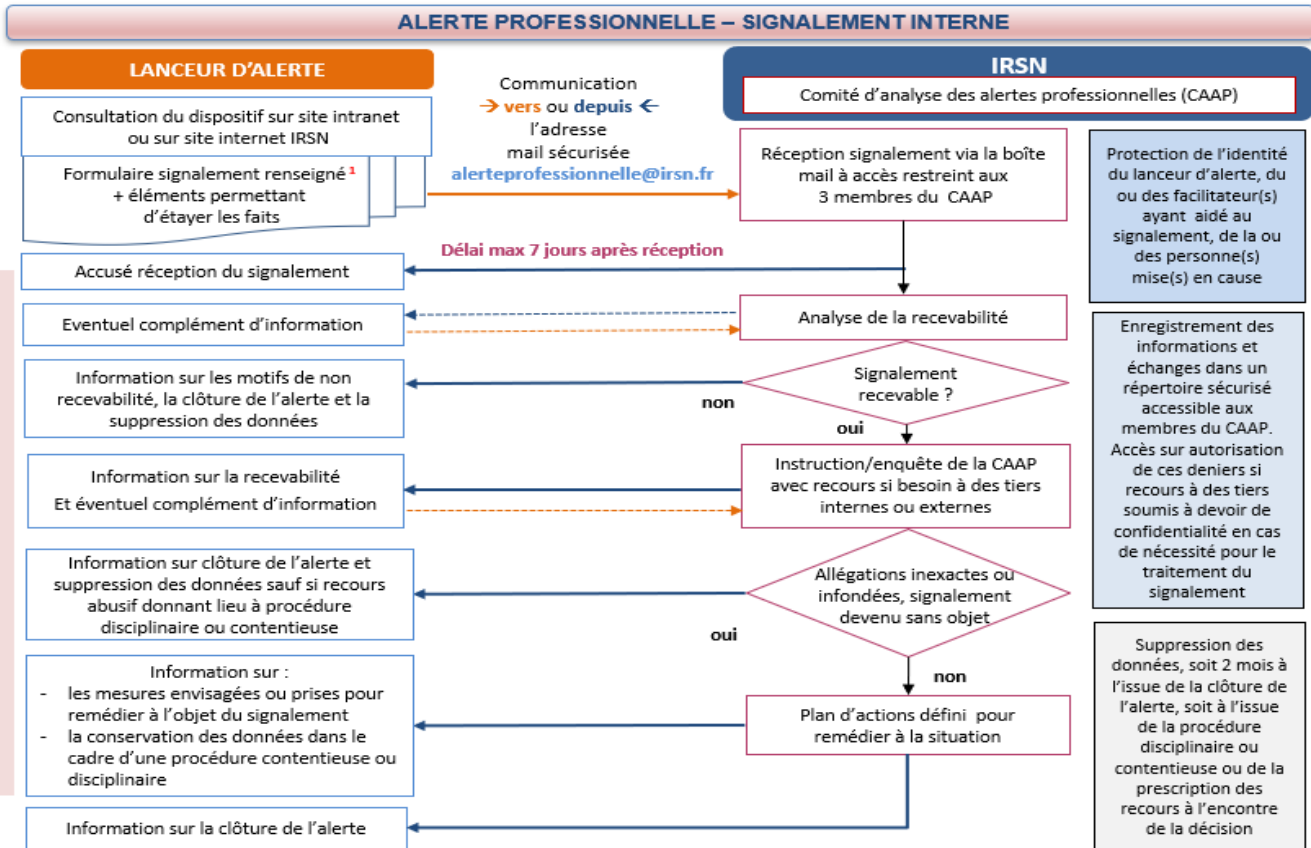 ALERTE PROFESSIONNELLE – SIGNALEMENT INTERNE
LANCEUR D'ALERTE
Consultation du dispositif sur site intranet
ou sur site internet IRSN
Formulaire signalement renseigné ¹
+ éléments permettant
d'étayer les faits
Communication
→ vers ou depuis ←
l'adresse
mail sécurisée
alerteprofessionnelle@irsn.fr
IRSN
Comité d'analyse des alertes professionnelles (CAAP)
Réception signalement via la boîte
mail à accès restreint aux
3 membres du CAAP
Protection de l'identité
du lanceur d'alerte, du
ou des facilitateur(s)
ayant aidé au
signalement, de la ou
des personne(s)
mise(s) en cause
Délai max 7 jours après réception
Accusé réception du signalement
Eventuel complément d'information
Analyse de la recevabilité
Information sur les motifs de non
recevabilité, la clôture de l'alerte et la
suppression des données
Signalement
recevable ?
non
oui
Enregistrement des
informations et
échanges dans un
répertoire sécurisé
accessible aux
membres du CAAP.
Accès sur autorisation
de ces deniers si
recours à des tiers
soumis à devoir de
confidentialité en cas
de nécessité pour le
traitement du
signalement
Information sur la recevabilité
Et éventuel complément d'information
Instruction/enquête de la CAAP
avec recours si besoin à des tiers
internes ou externes
Information sur clôture de l'alerte et
suppression des données sauf si recours
abusif donnant lieu à procédure
disciplinaire ou contentieuse
Allégations inexactes ou
infondées, signalement
devenu sans objet
oui
non
Information sur :
- les mesures envisagées ou prises pour
remédier à l'objet du signalement
- la conservation des données dans le
cadre d'une procédure contentieuse ou
disciplinaire
Plan d'actions défini pour
remédier à la situation
Suppression des
données, soit 2 mois à
l'issue de la clôture de
l'alerte, soit à l'issue
de la procédure
disciplinaire ou
contentieuse ou de la
prescription des
recours à l'encontre
de la décision
Information sur la clôture de l'alerte